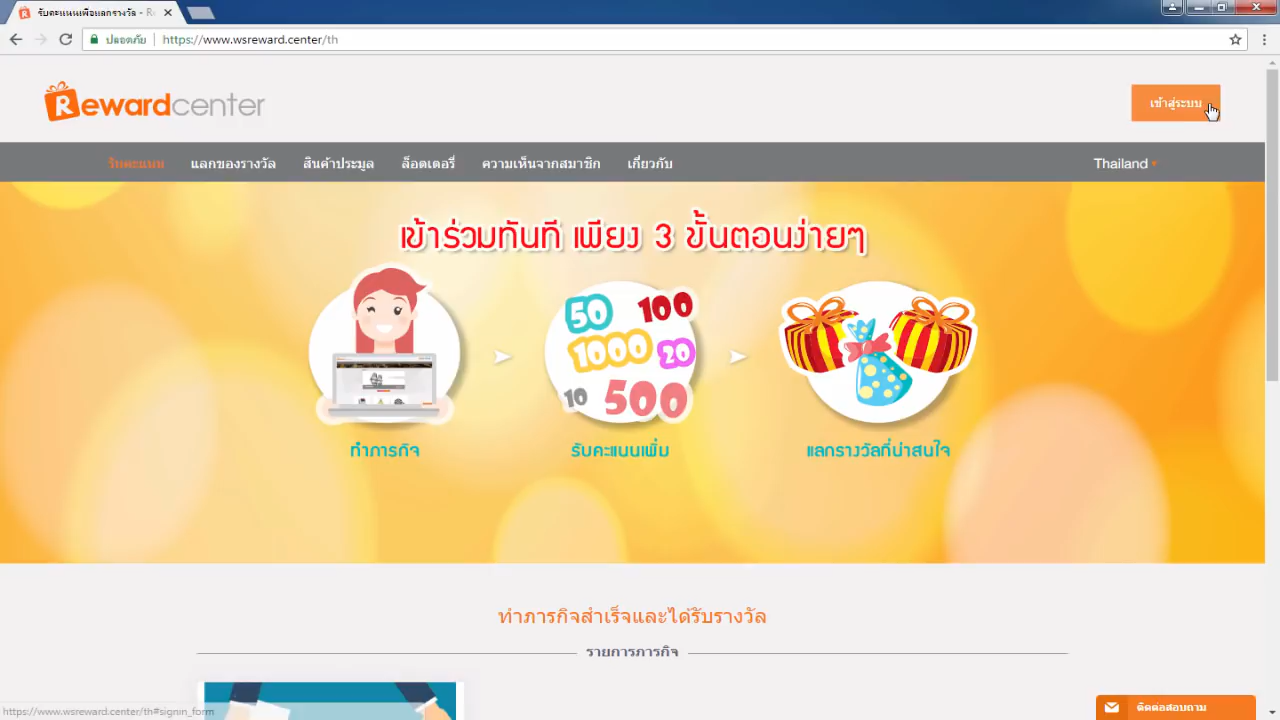 รับคะแนนเพื่อแลกรางวัล - Re
ปลอดภัย
https://www.wsreward.center/th
Rewardcenter
เข้าสู่ระบบ
รับคะแนน แลกของรางวัล สินค้าประมูล ล็อตเตอรี่ ความเห็นจากสมาชิก เกี่ยวกับ Thailand
เข้าร่วมทันที เพียง 3 ขั้นตอนง่ายๆ
50 100
1000 20
10 500
ทำภารกิจ รับคะแนนเพิ่ม แลกรางวัลที่น่าสนใจ
ทำภารกิจสำเร็จและได้รับรางวัล
รายการภารกิจ
https://www.wsreward.center/th#signin_form
ติดต่อสอบถาม